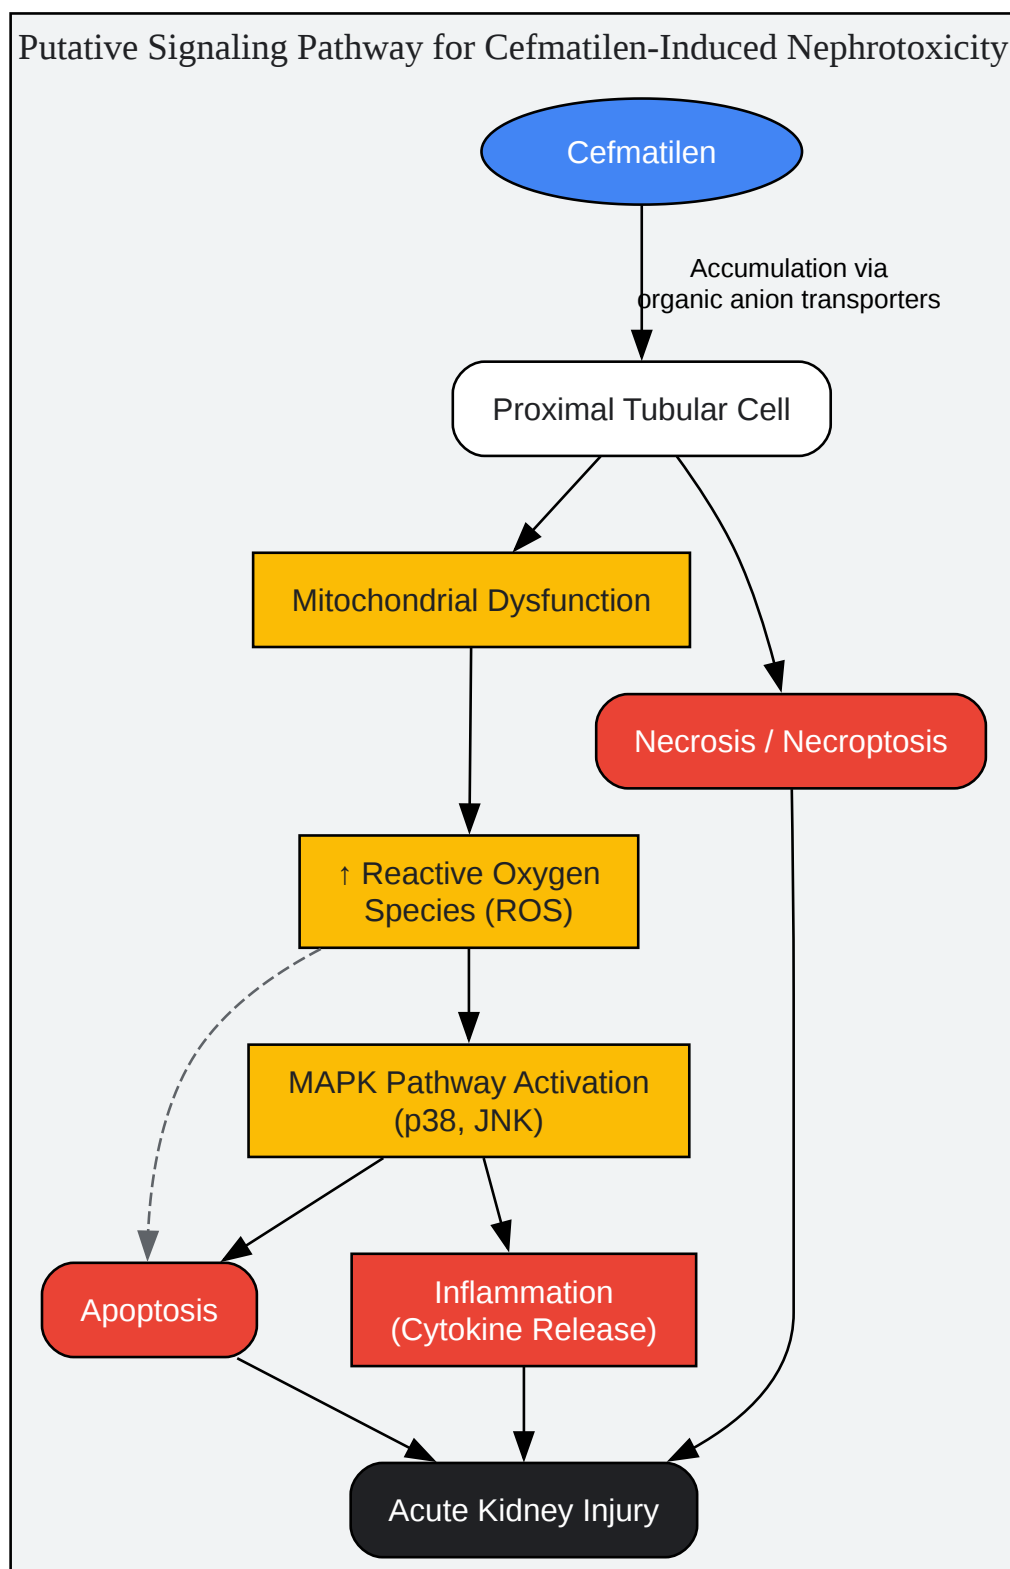 Putative Signaling Pathway for Cefmatilen-Induced Nephrotoxicity
Cefmatilen
Accumulation via
organic anion transporters
Proximal Tubular Cell
Mitochondrial Dysfunction
Necrosis / Necroptosis
↑ Reactive Oxygen
Species (ROS)
MAPK Pathway Activation
(p38, JNK)
Apoptosis
Inflammation
(Cytokine Release)
Acute Kidney Injury